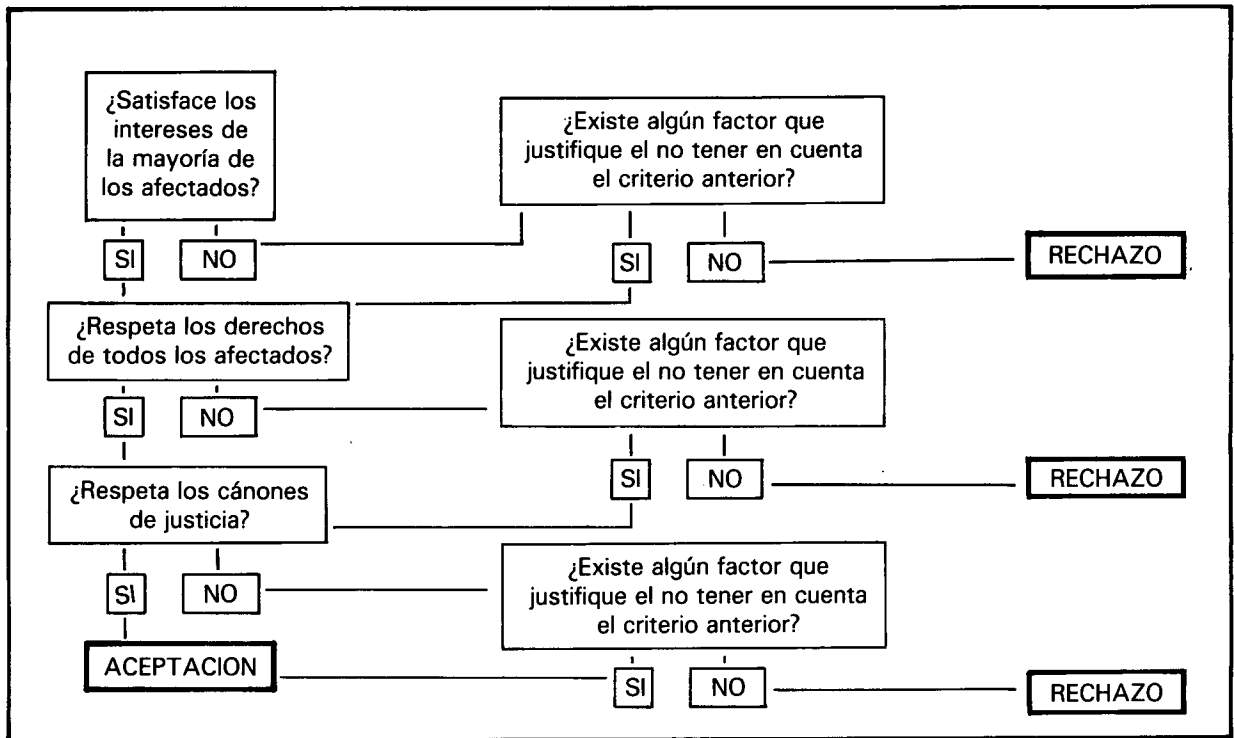 ¿Satisface los
intereses de
la mayoría de
los afectados?
¿Existe algún factor que
justifique el no tener en cuenta
el criterio anterior?
SI
NO
SI
NO
RECHAZO
¿Respeta los derechos
de todos los afectados?
¿Existe algún factor que
justifique el no tener en cuenta
el criterio anterior?
SI
NO
SI
NO
RECHAZO
¿Respeta los cánones
de justicia?
¿Existe algún factor que
justifique el no tener en cuenta
el criterio anterior?
SI
NO
ACEPTACION
SI
NO
RECHAZO